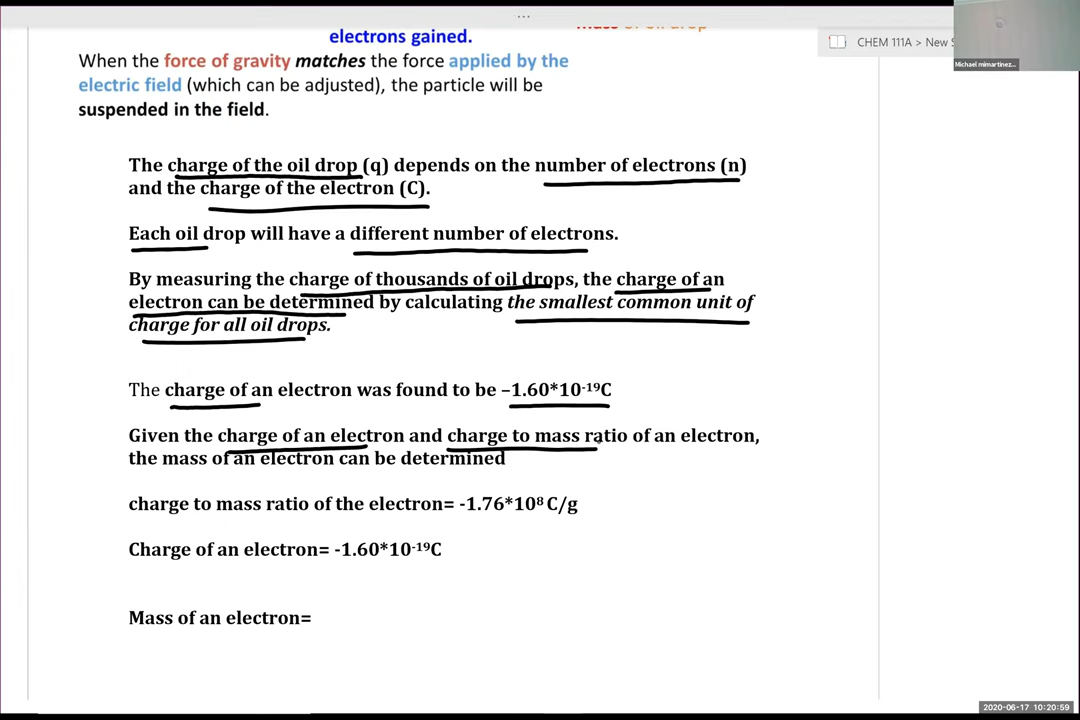 ...
electrons gained.
mass of oil drop
When the force of gravity matches the force applied by the
electric field (which can be adjusted), the particle will be
suspended in the field.
CHEM 111A > New S
Michael mimartinez...
The charge of the oil drop (q) depends on the number of electrons (n)
and the charge of the electron (C).
Each oil drop will have a different number of electrons.
By measuring the charge of thousands of oil drops, the charge of an
electron can be determined by calculating the smallest common unit of
charge for all oil drops.
The charge of an electron was found to be –1.60*10⁻¹⁹C
Given the charge of an electron and charge to mass ratio of an electron,
the mass of an electron can be determined
charge to mass ratio of the electron= -1.76*10⁸ C/g
Charge of an electron= -1.60*10⁻¹⁹C
Mass of an electron=
2020-06-17 10:20:59